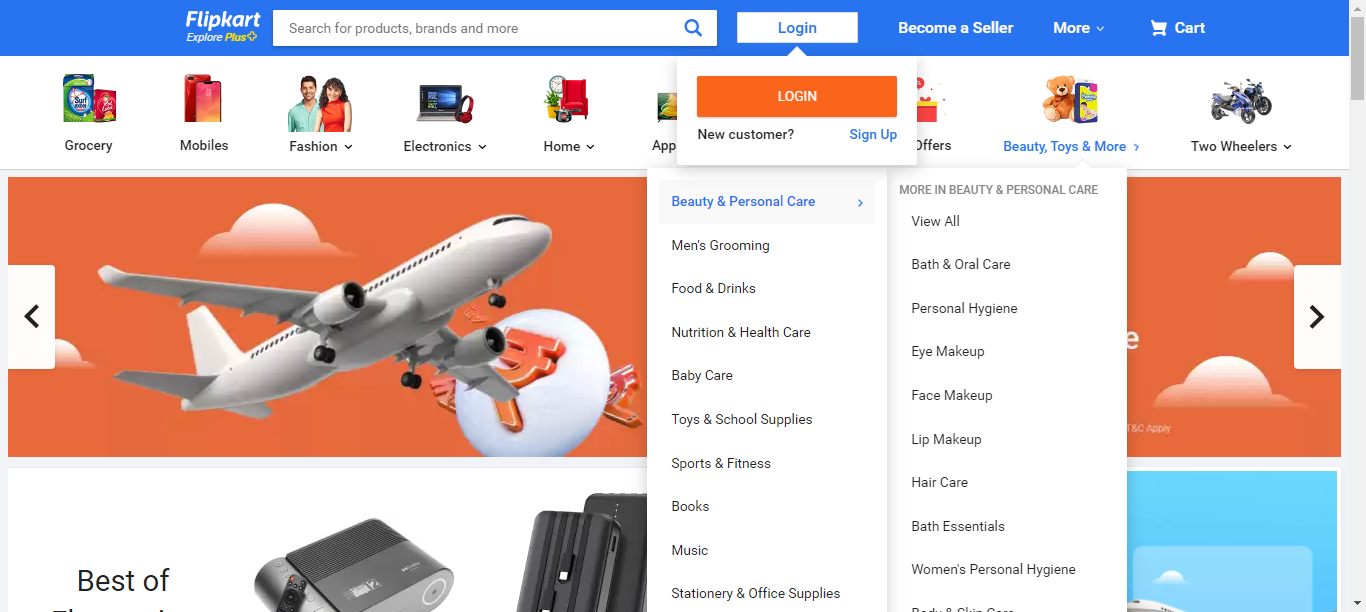 Flipkart
Explore Plus
Search for products, brands and more
Login
Become a Seller
More
Cart
LOGIN
New customer?
Sign Up
Grocery
Mobiles
Fashion
Electronics
Home
App
Offers
Beauty, Toys & More
Two Wheelers
Beauty & Personal Care
Men's Grooming
Food & Drinks
Nutrition & Health Care
Baby Care
Toys & School Supplies
Sports & Fitness
Books
Music
Stationery & Office Supplies
MORE IN BEAUTY & PERSONAL CARE
View All
Bath & Oral Care
Personal Hygiene
Eye Makeup
Face Makeup
Lip Makeup
Hair Care
Bath Essentials
Women's Personal Hygiene
Body & Skin Care
T&C Apply
Best of